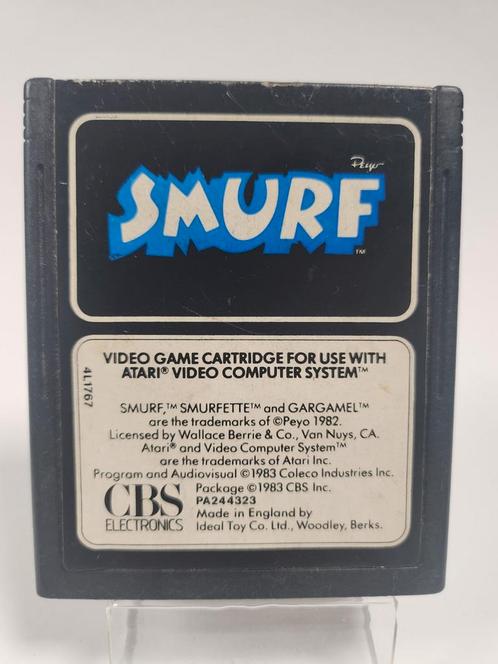 Peyo
SMURF
TM
VIDEO GAME CARTRIDGE FOR USE WITH
ATARI® VIDEO COMPUTER SYSTEM™
4L1767
SMURF,™ SMURFETTE™ and GARGAMEL™
are the trademarks of ©Peyo 1982.
Licensed by Wallace Berrie & Co., Van Nuys, CA.
Atari® and Video Computer System™
are the trademarks of Atari Inc.
Program and Audiovisual ©1983 Coleco Industries Inc.
Package ©1983 CBS Inc.
CBS
ELECTRONICS
PA244323
Made in England by
Ideal Toy Co. Ltd., Woodley, Berks.